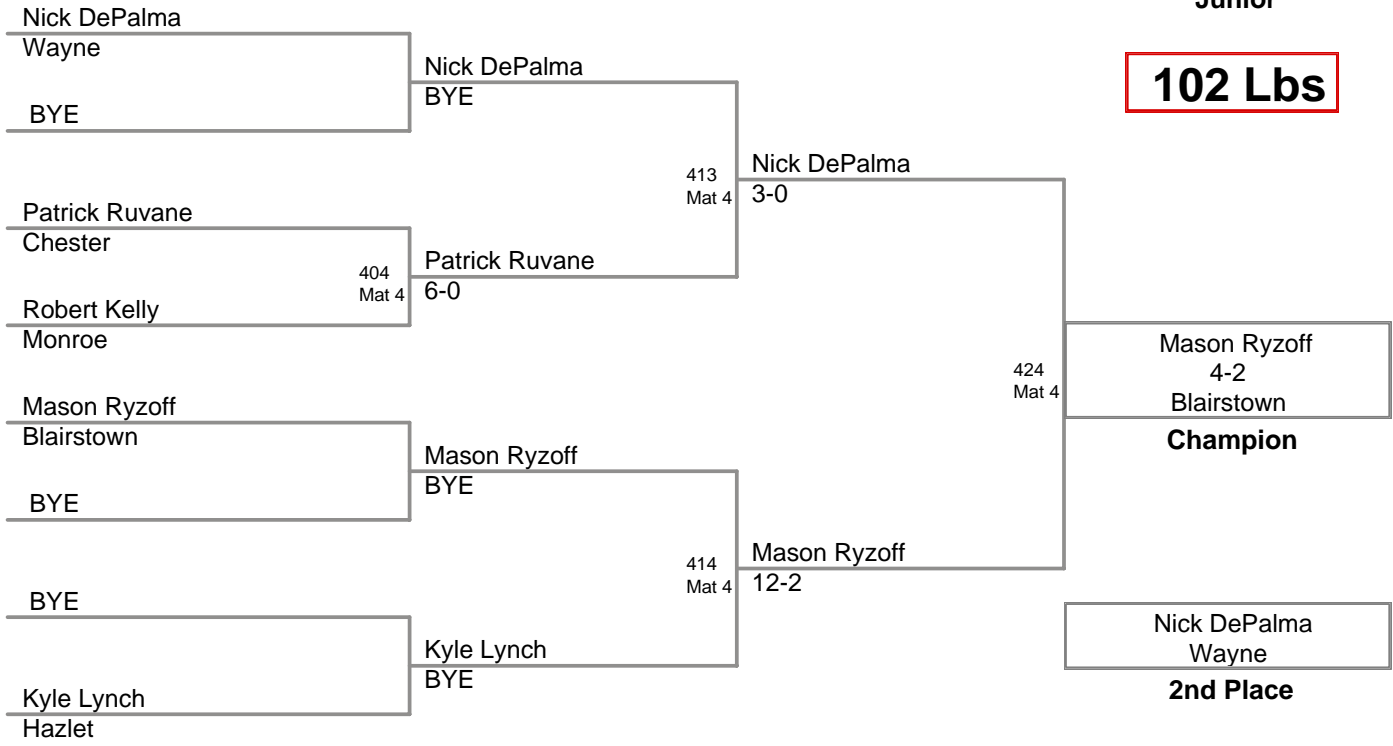 Junior
102 Lbs
Nick DePalma
Wayne
BYE
Patrick Ruvane
Chester
Robert Kelly
Monroe
Mason Ryzoff
Blairstown
BYE
BYE
Kyle Lynch
Hazlet
Nick DePalma
BYE
404
Mat 4
Patrick Ruvane
6-0
Mason Ryzoff
BYE
Kyle Lynch
BYE
413
Mat 4
Nick DePalma
3-0
414
Mat 4
Mason Ryzoff
12-2
424
Mat 4
Mason Ryzoff
4-2
Blairstown
Champion
Nick DePalma
Wayne
2nd Place